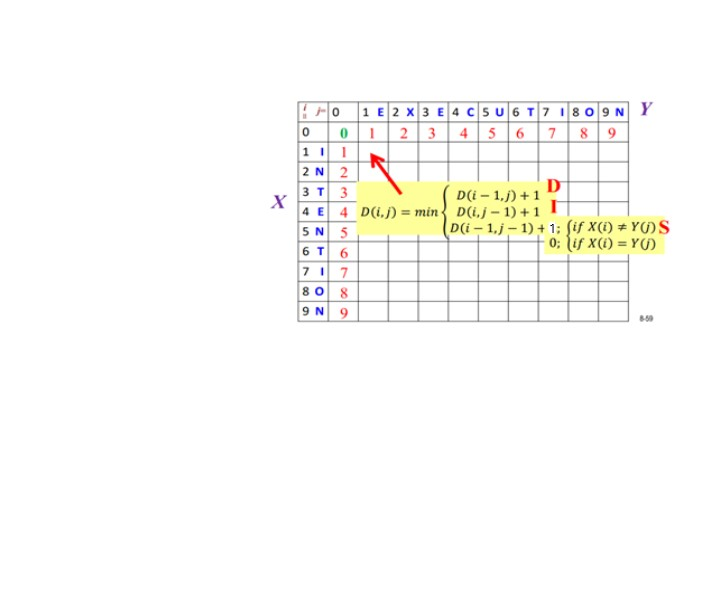 i j= 0 1 E 2 X 3 E 4 C 5 U 6 T 7 I 8 O 9 N Y
=
0 0 1 2 3 4 5 6 7 8 9
1 I 1
2 N 2
3 T 3 D(i − 1, j) + 1 D
X
4 E 4 D(i, j) = min { D(i, j − 1) + 1 I
5 N 5 D(i − 1, j − 1) + 1; {if X(i) ≠ Y(j) S
6 T 6 0; {if X(i) = Y(j)
7 I 7
8 O 8
9 N 9
8-59